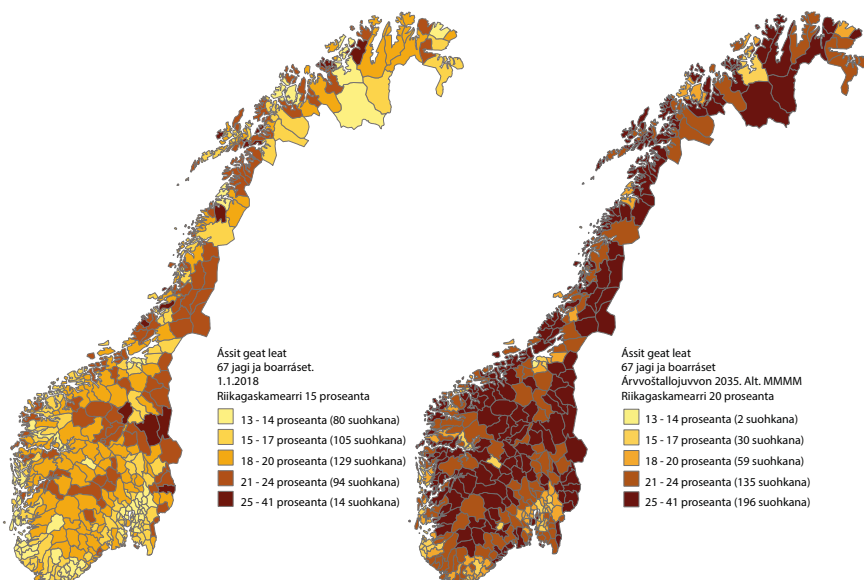 Ássit geat leat
67 jagi ja boarráset.
1.1.2018
Riikagaskamearri 15 proseanta
13 - 14 proseanta (80 suohkana)
15 - 17 proseanta (105 suohkana)
18 - 20 proseanta (129 suohkana)
21 - 24 proseanta (94 suohkana)
25 - 41 proseanta (14 suohkana)
Ássit geat leat
67 jagi ja boarráset
Árvvoštallojuvvon 2035. Alt. MMMM
Riikagaskamearri 20 proseanta
13 - 14 proseanta (2 suohkana)
15 - 17 proseanta (30 suohkana)
18 - 20 proseanta (59 suohkana)
21 - 24 proseanta (135 suohkana)
25 - 41 proseanta (196 suohkana)